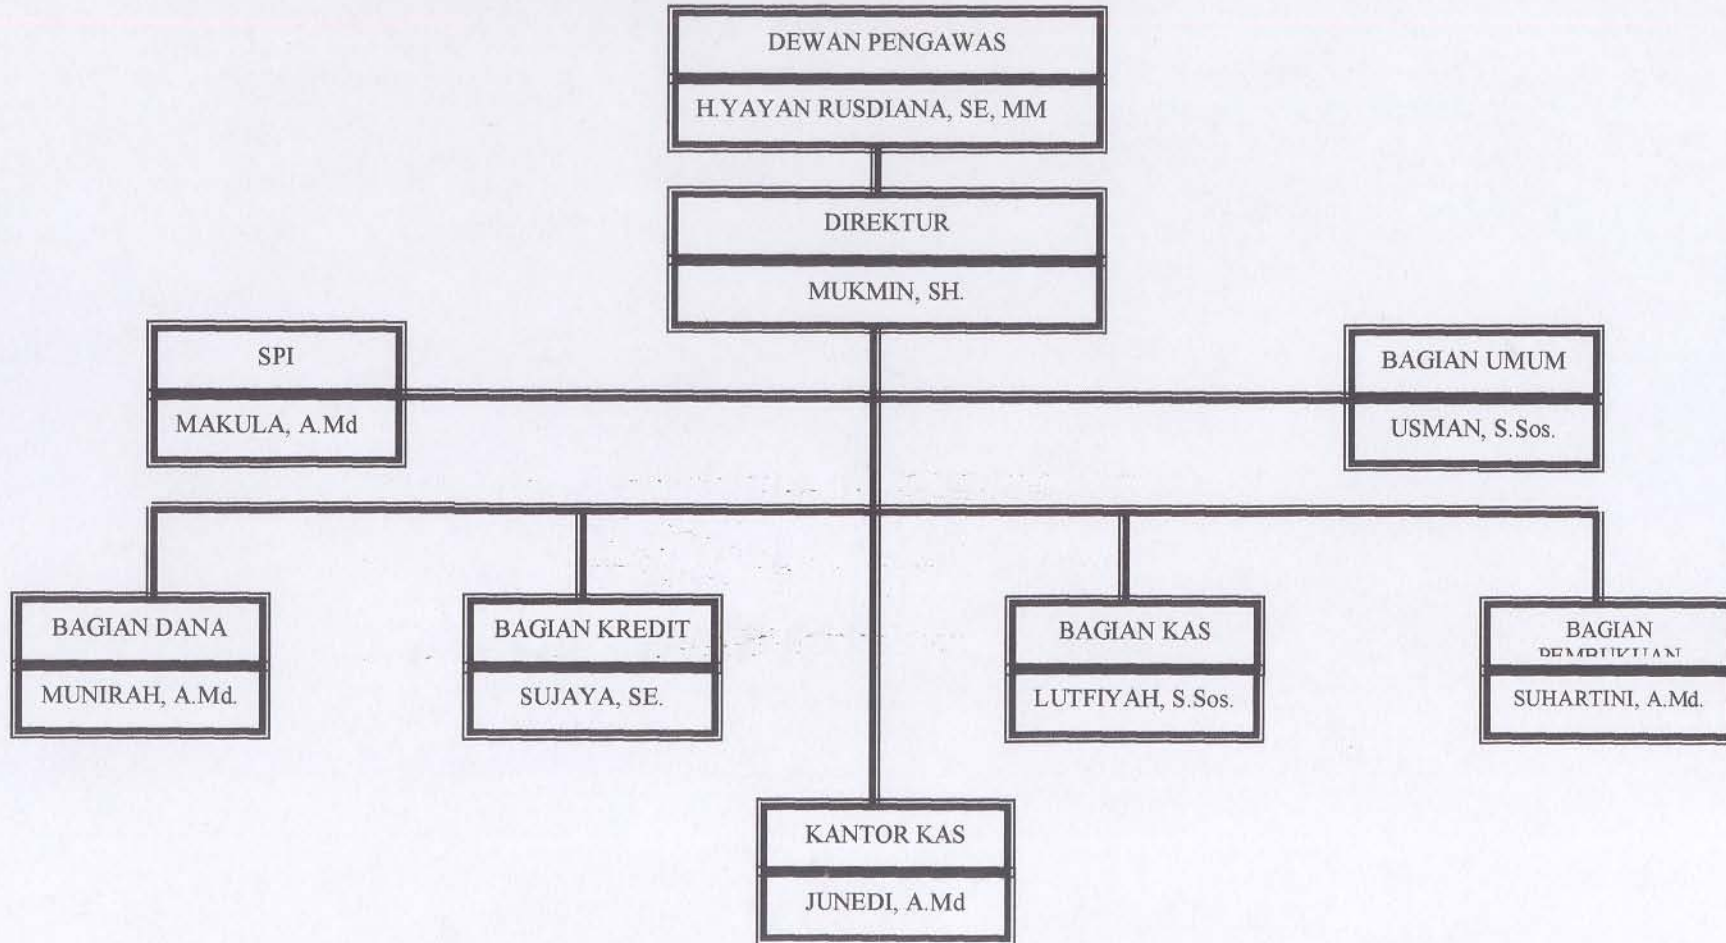 DEWAN PENGAWAS
H.YAYAN RUSDIANA, SE, MM
DIREKTUR
MUKMIN, SH.
SPI
MAKULA, A.Md
BAGIAN UMUM
USMAN, S.Sos.
BAGIAN DANA
MUNIRAH, A.Md.
BAGIAN KREDIT
SUJAYA, SE.
BAGIAN KAS
LUTFIYAH, S.Sos.
BAGIAN
PEMBUKUAN
SUHARTINI, A.Md.
KANTOR KAS
JUNEDI, A.Md